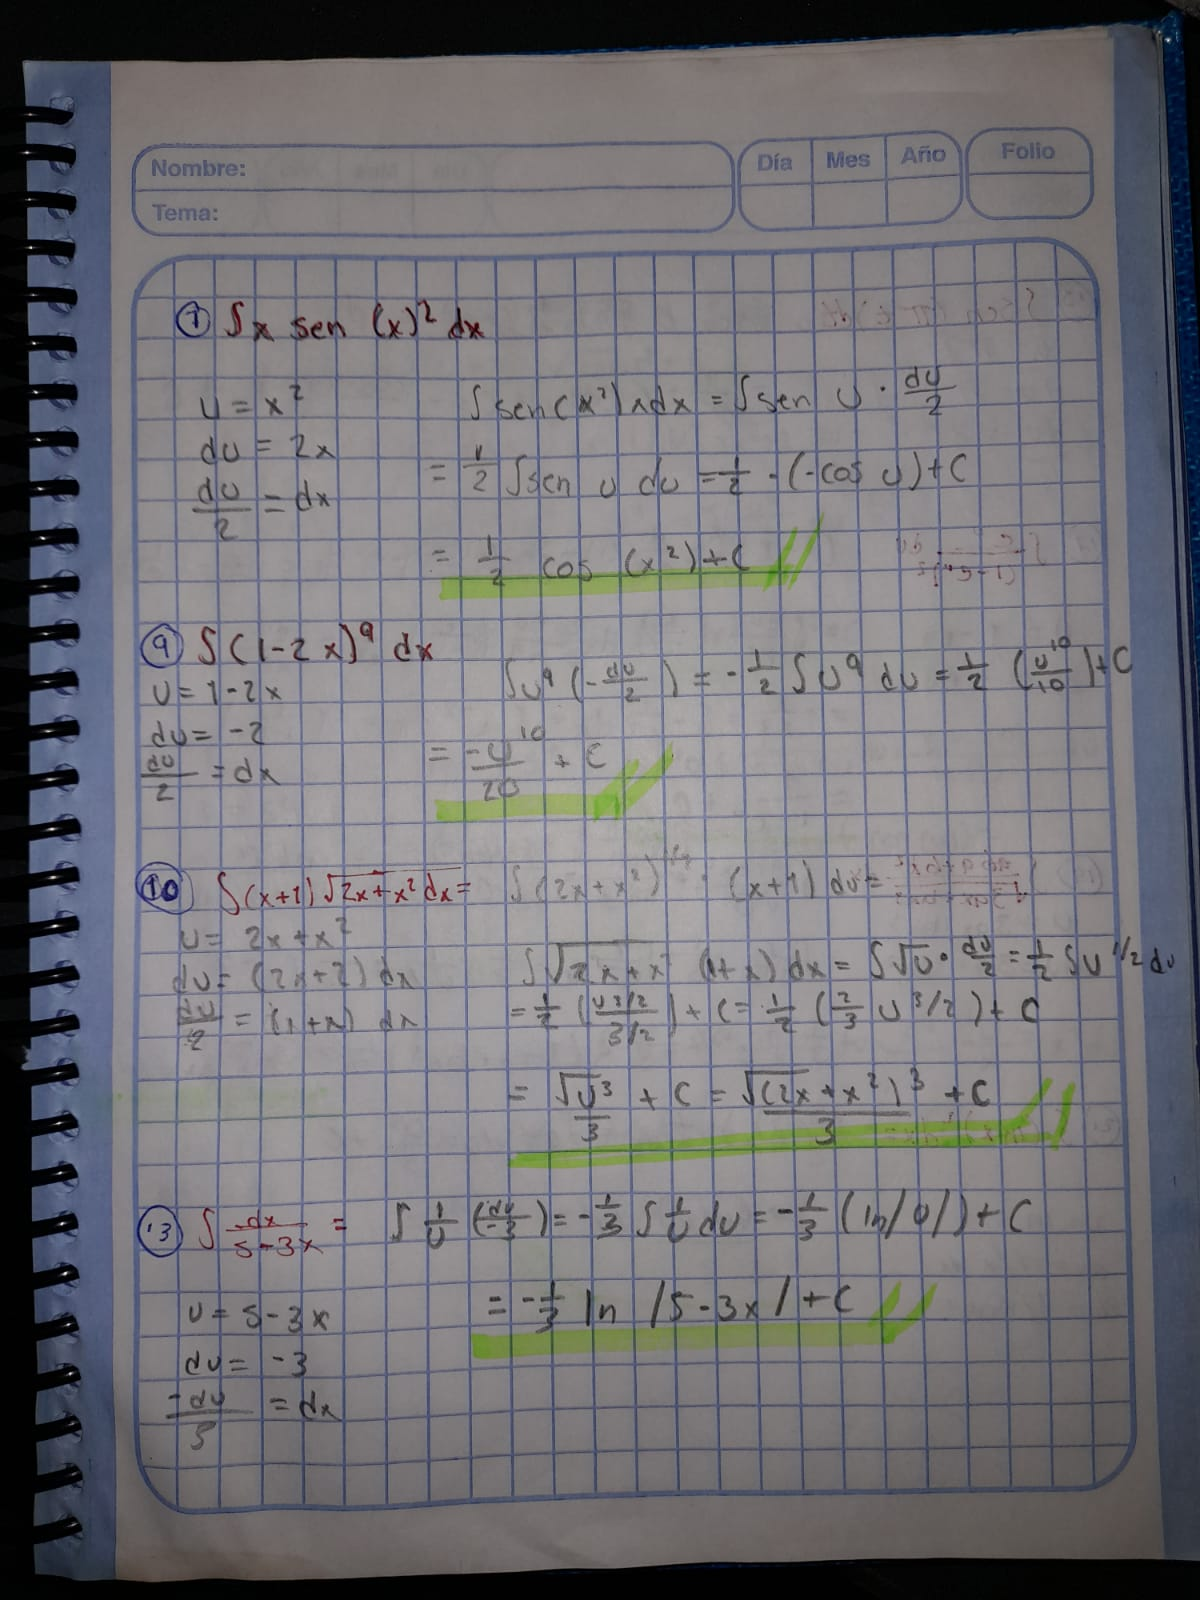 Nombre:
Tema:
Día Mes Año
Folio
7 ∫x sen (x)² dx
u = x²
du = 2x
du/2 = dx
∫sen(x²)xdx = ∫sen u · du/2
= 1/2 ∫sen u du = 1/2 · (-cos u)+C
= 1/2 cos (x²)+C
9 ∫(1-2x)⁹ dx
u = 1-2x
du = -2
du/2 = dx
∫u⁹ (-du/2) = -1/2 ∫u⁹ du = 1/2 (u¹⁰/10)+C
= -u¹⁰/20 + C
10 ∫(x+1)√2x+x² dx = ∫(2x+x²) · (x+1) du=
u = 2x+x²
du = (2x+2) dx
du/2 = (1+x) dx
∫√2x+x² (1+x) dx = ∫√u · du/2 = 1/2 ∫u^1/2 du
= 1/2 (u^3/2 / 3/2) + C = 1/2 (2/3 u^3/2) + C
= √u³/3 + C = √(2x+x²)³/3 + C
13 ∫ dx/5-3x = ∫ 1/u (du/-3) = -1/3 ∫ 1/u du = -1/3 (ln/u/)+C
= -1/3 ln /5-3x/+C
u = 5-3x
du = -3
-du/3 = dx